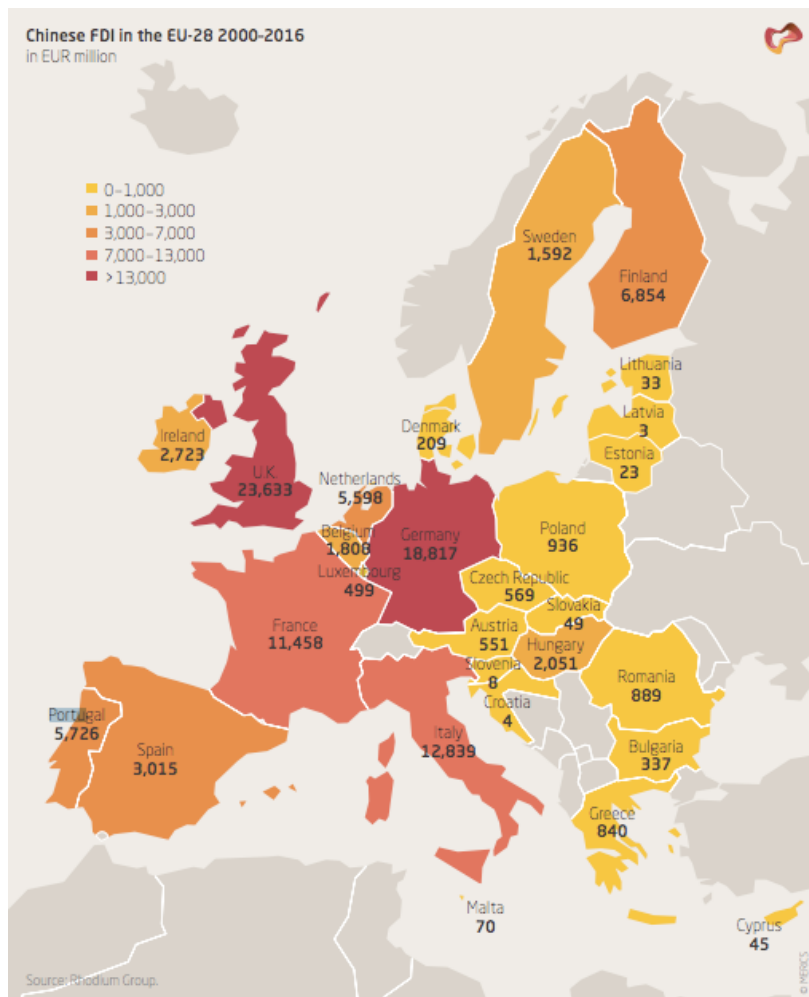 Chinese FDI in the EU-28 2000–2016
in EUR million
0–1,000
1,000–3,000
3,000–7,000
7,000–13,000
>13,000
Sweden
1,592
Finland
6,854
Lithuania
33
Latvia
3
Estonia
23
Denmark
209
Ireland
2,723
U.K.
23,633
Netherlands
5,598
Belgium
1,808
Luxembourg
499
Germany
18,817
Poland
936
Czech Republic
569
Slovakia
49
Austria
551
Hungary
2,051
Slovenia
8
Croatia
4
France
11,458
Romania
889
Bulgaria
337
Portugal
5,726
Spain
3,015
Italy
12,839
Greece
840
Malta
70
Cyprus
45
Source: Rhodium Group.
© MERICS